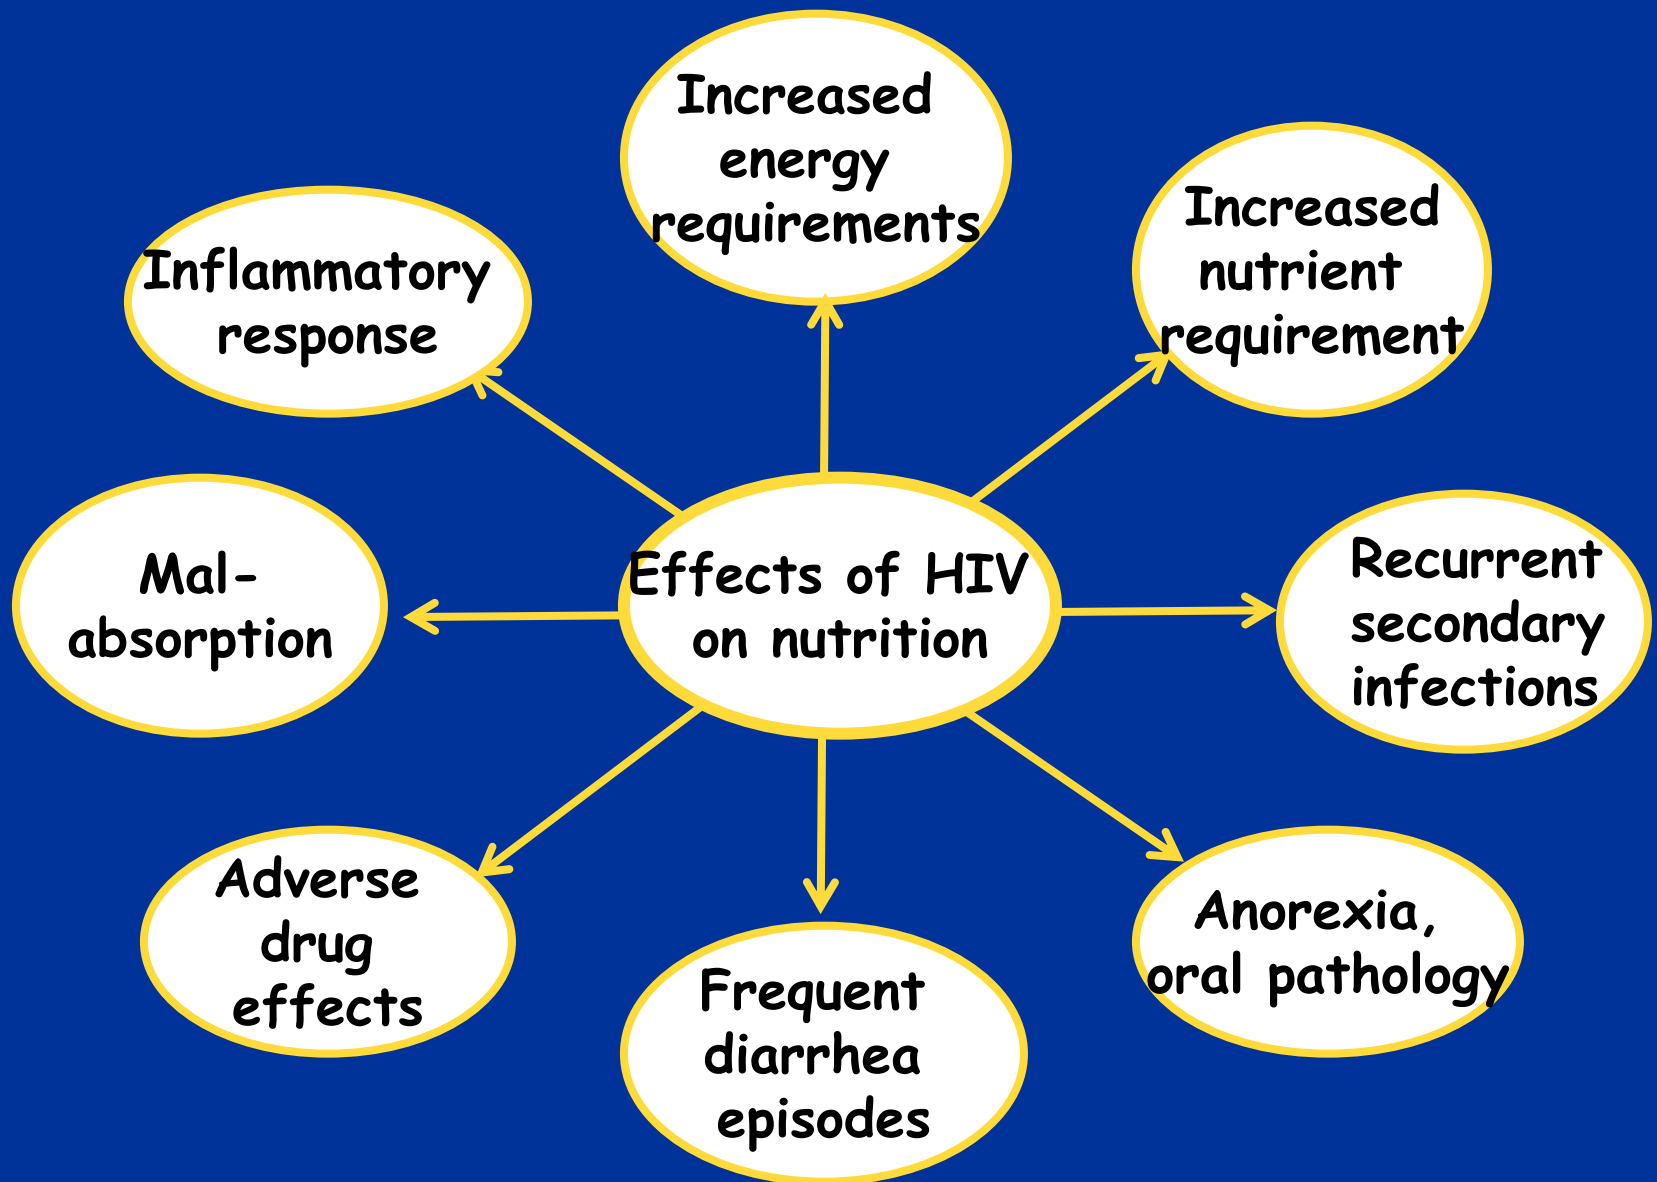 Increased
energy
requirements
Increased
nutrient
requirement
Inflammatory
response
Effects of HIV
on nutrition
Mal-
absorption
Recurrent
secondary
infections
Adverse
drug
effects
Anorexia,
oral pathology
Frequent
diarrhea
episodes